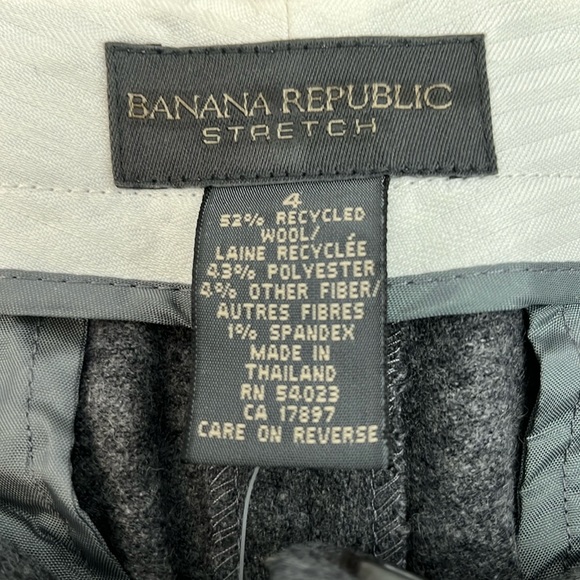 BANANA REPUBLIC
STRETCH
4
52% RECYCLED
WOOL/
LAINE RECYCLÉE
43% POLYESTER
4% OTHER FIBER/
AUTRES FIBRES
1% SPANDEX
MADE IN
THAILAND
RN 54023
CA 17897
CARE ON REVERSE